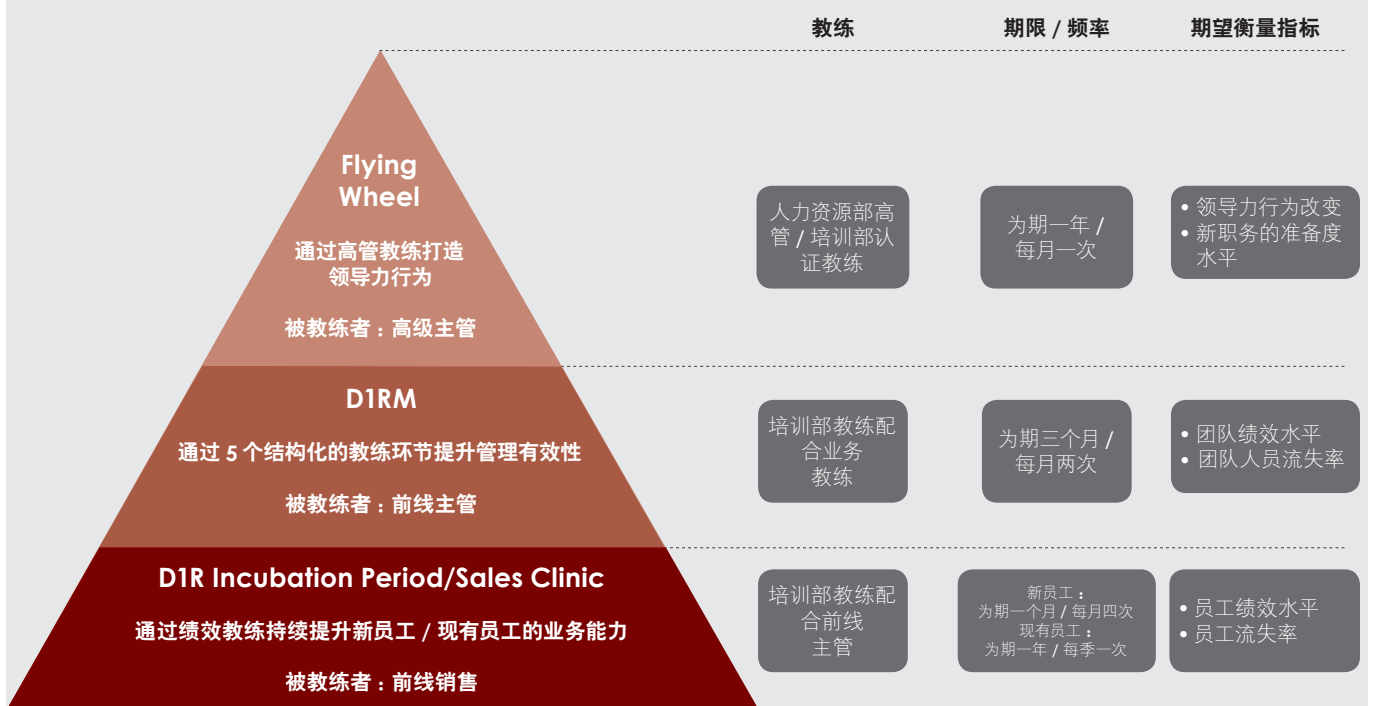 教练
期限 / 频率
期望衡量指标
Flying
Wheel
通过高管教练打造
领导力行为
被教练者：高级主管
人力资源部高
管 / 培训部认
证教练
为期一年 /
每月一次
• 领导力行为改变
• 新职务的准备度
水平
D1RM
通过 5 个结构化的教练环节提升管理有效性
被教练者：前线主管
培训部教练配
合业务
教练
为期三个月 /
每月两次
• 团队绩效水平
• 团队人员流失率
D1R Incubation Period/Sales Clinic
通过绩效教练持续提升新员工 / 现有员工的业务能力
被教练者：前线销售
培训部教练配
合前线
主管
新员工：
为期一个月 / 每月四次
现有员工：
为期一年 / 每季一次
• 员工绩效水平
• 员工流失率